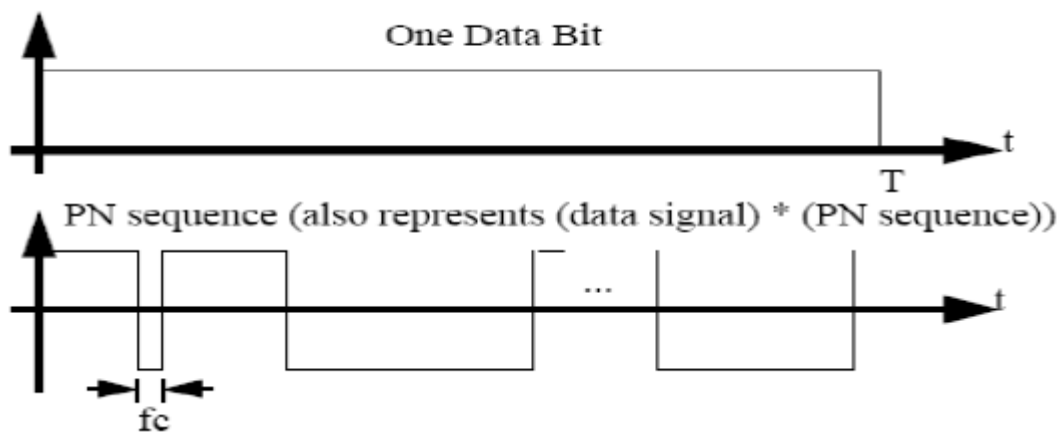 One Data Bit
t
T
PN sequence (also represents (data signal) * (PN sequence))
...
t
fc